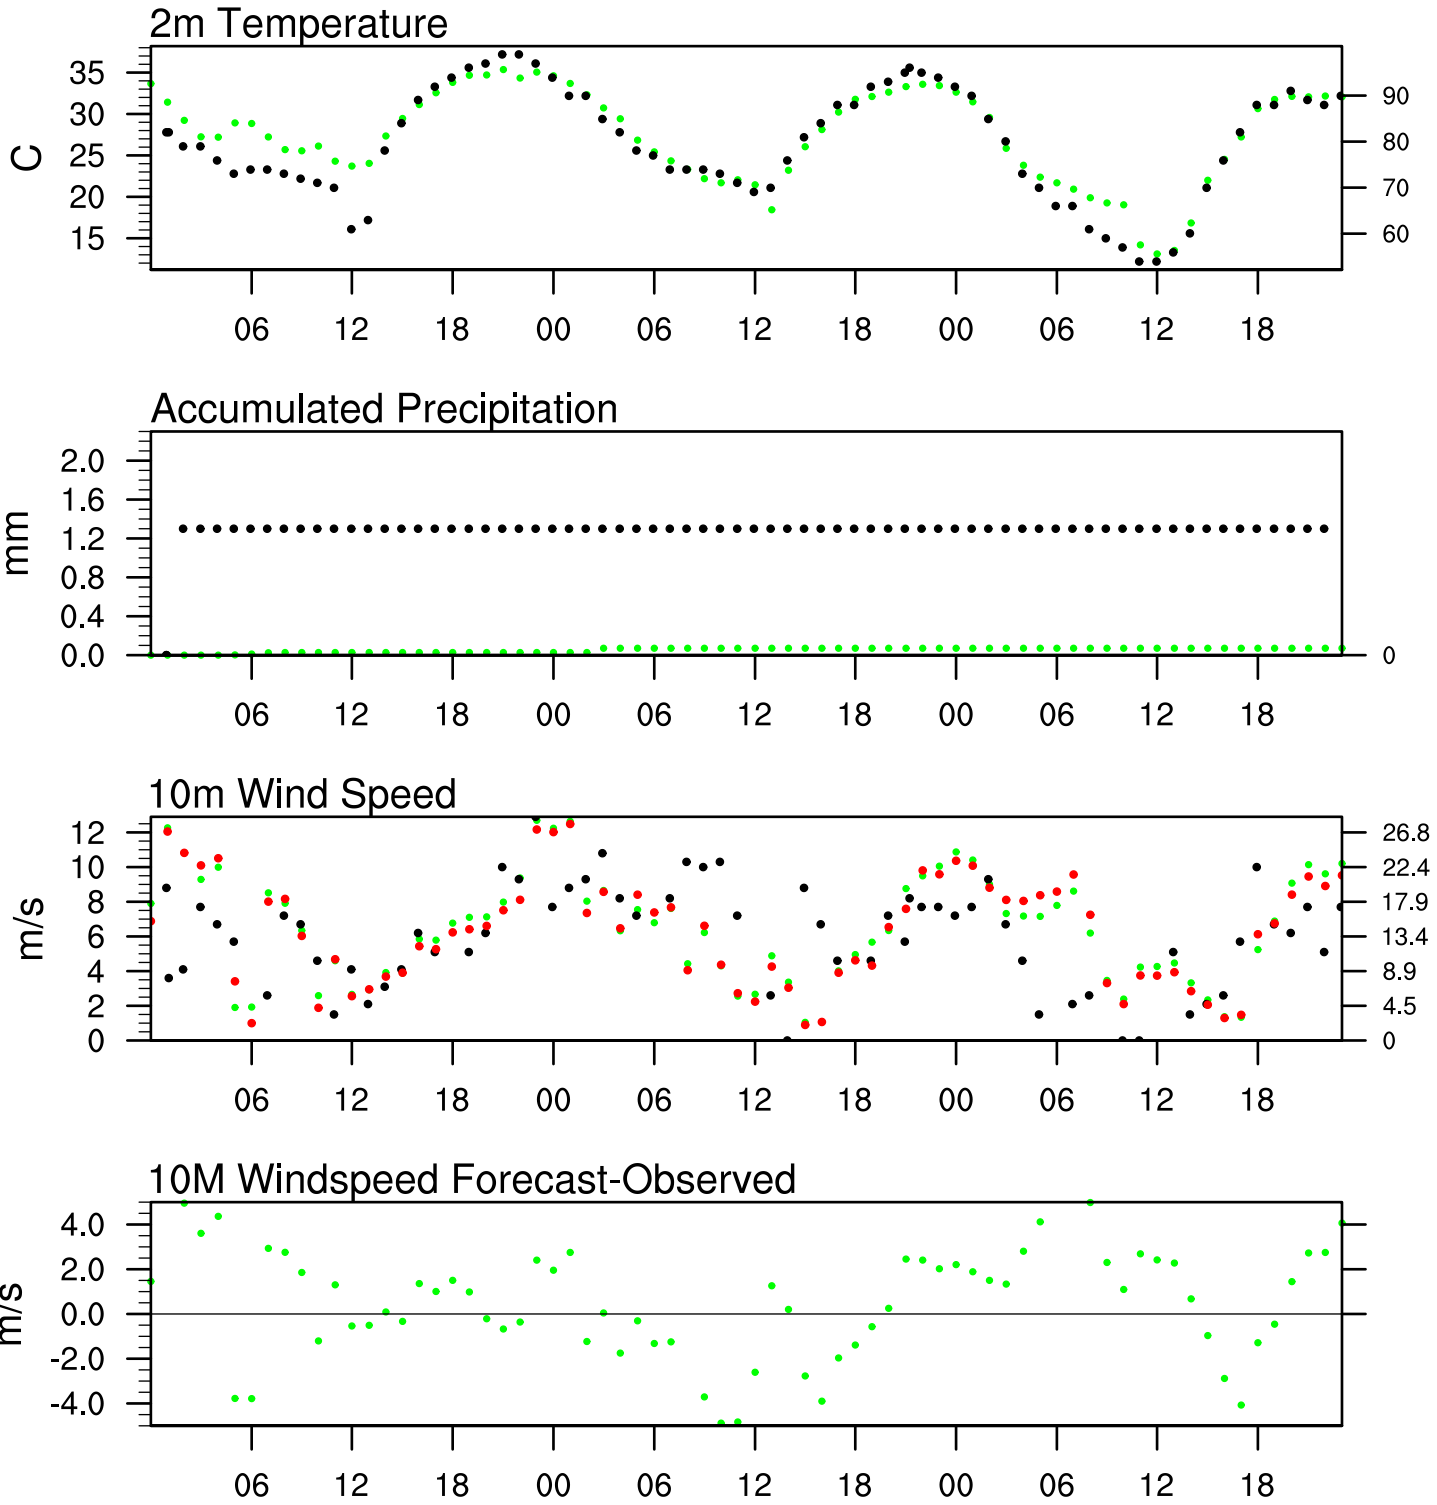 2m Temperature
C
35
30
25
20
15
90
80
70
60
06 12 18 00 06 12 18 00 06 12 18
Accumulated Precipitation
mm
2.0
1.6
1.2
0.8
0.4
0.0
0
06 12 18 00 06 12 18 00 06 12 18
10m Wind Speed
m/s
12
10
8
6
4
2
0
26.8
22.4
17.9
13.4
8.9
4.5
0
06 12 18 00 06 12 18 00 06 12 18
10M Windspeed Forecast-Observed
m/s
4.0
2.0
0.0
-2.0
-4.0
06 12 18 00 06 12 18 00 06 12 18